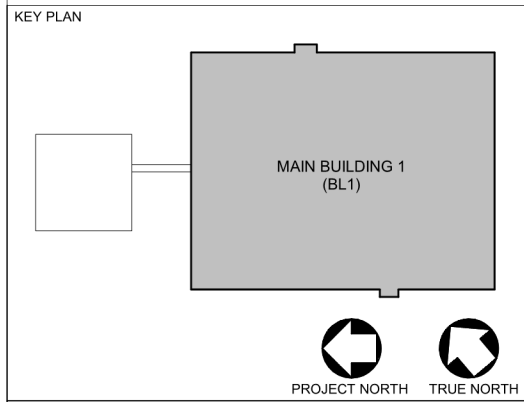 KEY PLAN
MAIN BUILDING 1
(BL1)
PROJECT NORTH
TRUE NORTH